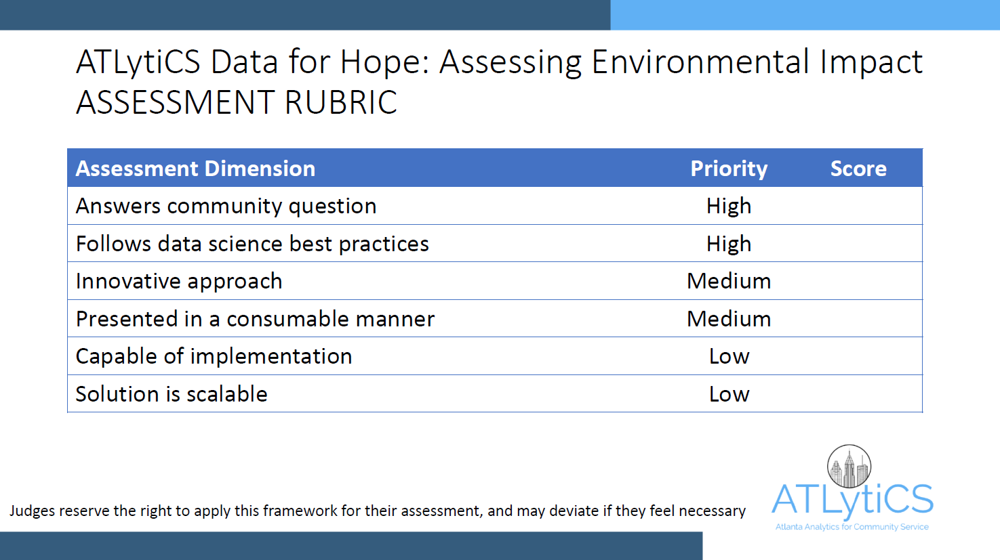 ATLytiCS Data for Hope: Assessing Environmental Impact
ASSESSMENT RUBRIC
Assessment Dimension Priority Score
Answers community question High
Follows data science best practices High
Innovative approach Medium
Presented in a consumable manner Medium
Capable of implementation Low
Solution is scalable Low
Judges reserve the right to apply this framework for their assessment, and may deviate if they feel necessary
ATLytiCS
Atlanta Analytics for Community Service